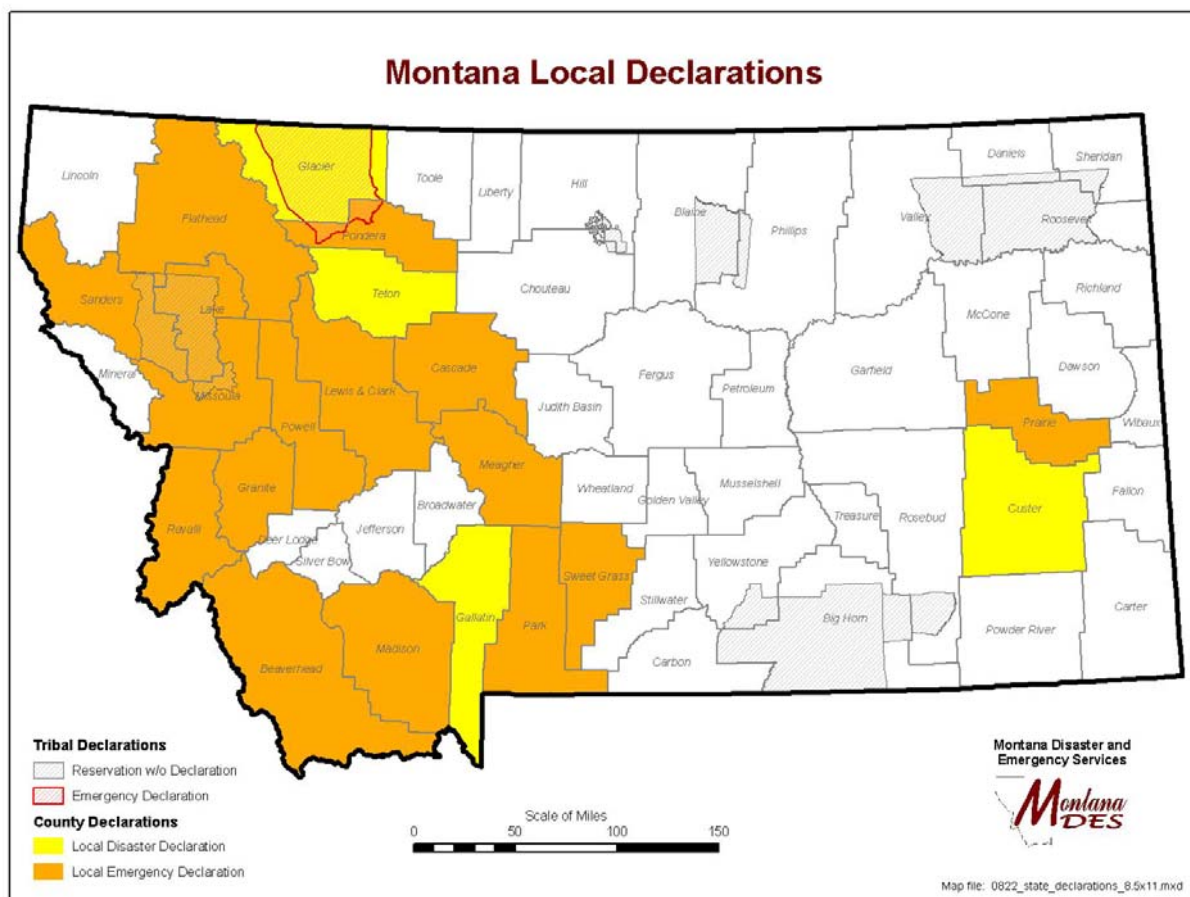 Montana Local Declarations
Lincoln
Flathead
Glacier
Toole
Liberty
Hill
Blaine
Phillips
Valley
Daniels
Sheridan
Roosevelt
Pondera
Teton
Chouteau
Sanders
Lake
Mineral
Missoula
Lewis & Clark
Cascade
Judith Basin
Fergus
Petroleum
Garfield
McCone
Richland
Dawson
Wibaux
Prairie
Powell
Granite
Ravalli
Meagher
Broadwater
Jefferson
Deer Lodge
Silver Bow
Wheatland
Golden Valley
Musselshell
Treasure
Rosebud
Custer
Fallon
Beaverhead
Madison
Gallatin
Park
Sweet Grass
Stillwater
Yellowstone
Carbon
Big Horn
Powder River
Carter
Tribal Declarations
Reservation w/o Declaration
Emergency Declaration
County Declarations
Local Disaster Declaration
Local Emergency Declaration
Scale of Miles
0 50 100 150
Montana Disaster and
Emergency Services
Montana
DES
Map file: 0822_state_declarations_8.5x11.mxd